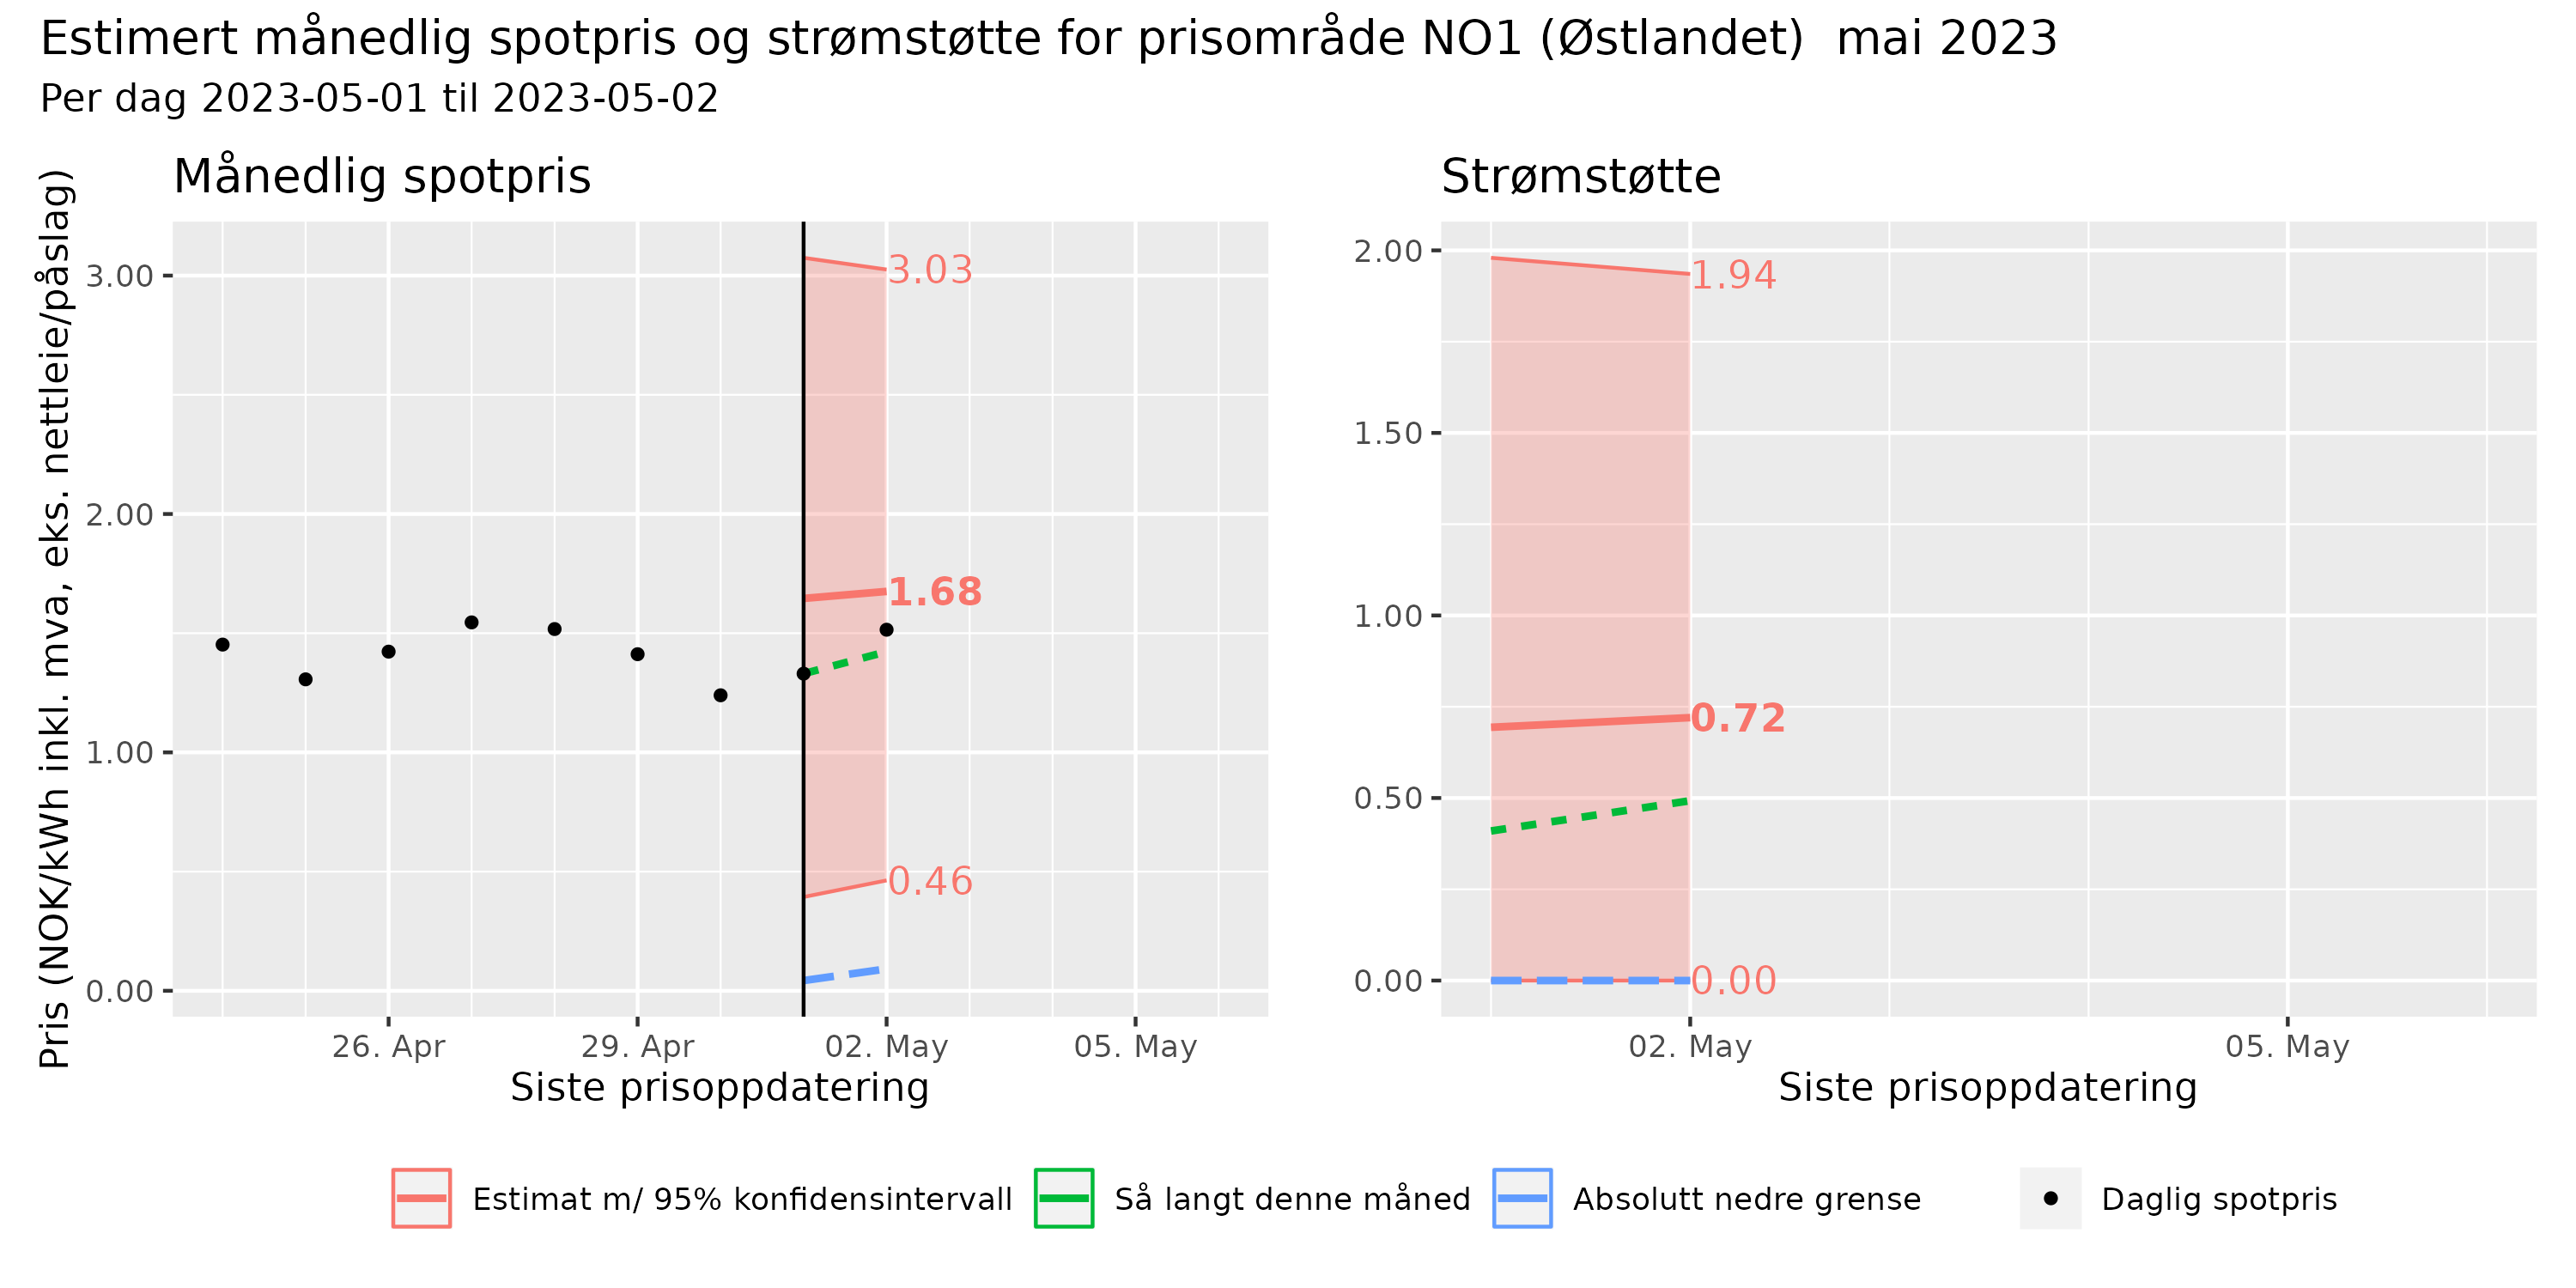 Estimert månedlig spotpris og strømstøtte for prisområde NO1 (Østlandet)  mai 2023
Per dag 2023-05-01 til 2023-05-02
Månedlig spotpris
Pris (NOK/kWh inkl. mva, eks. nettleie/påslag)
3.00
2.00
1.00
0.00
3.03
1.68
0.46
26. Apr
29. Apr
02. May
05. May
Siste prisoppdatering
Strømstøtte
2.00
1.50
1.00
0.50
0.00
1.94
0.72
0.00
02. May
05. May
Siste prisoppdatering
Estimat m/ 95% konfidensintervall
Så langt denne måned
Absolutt nedre grense
Daglig spotpris